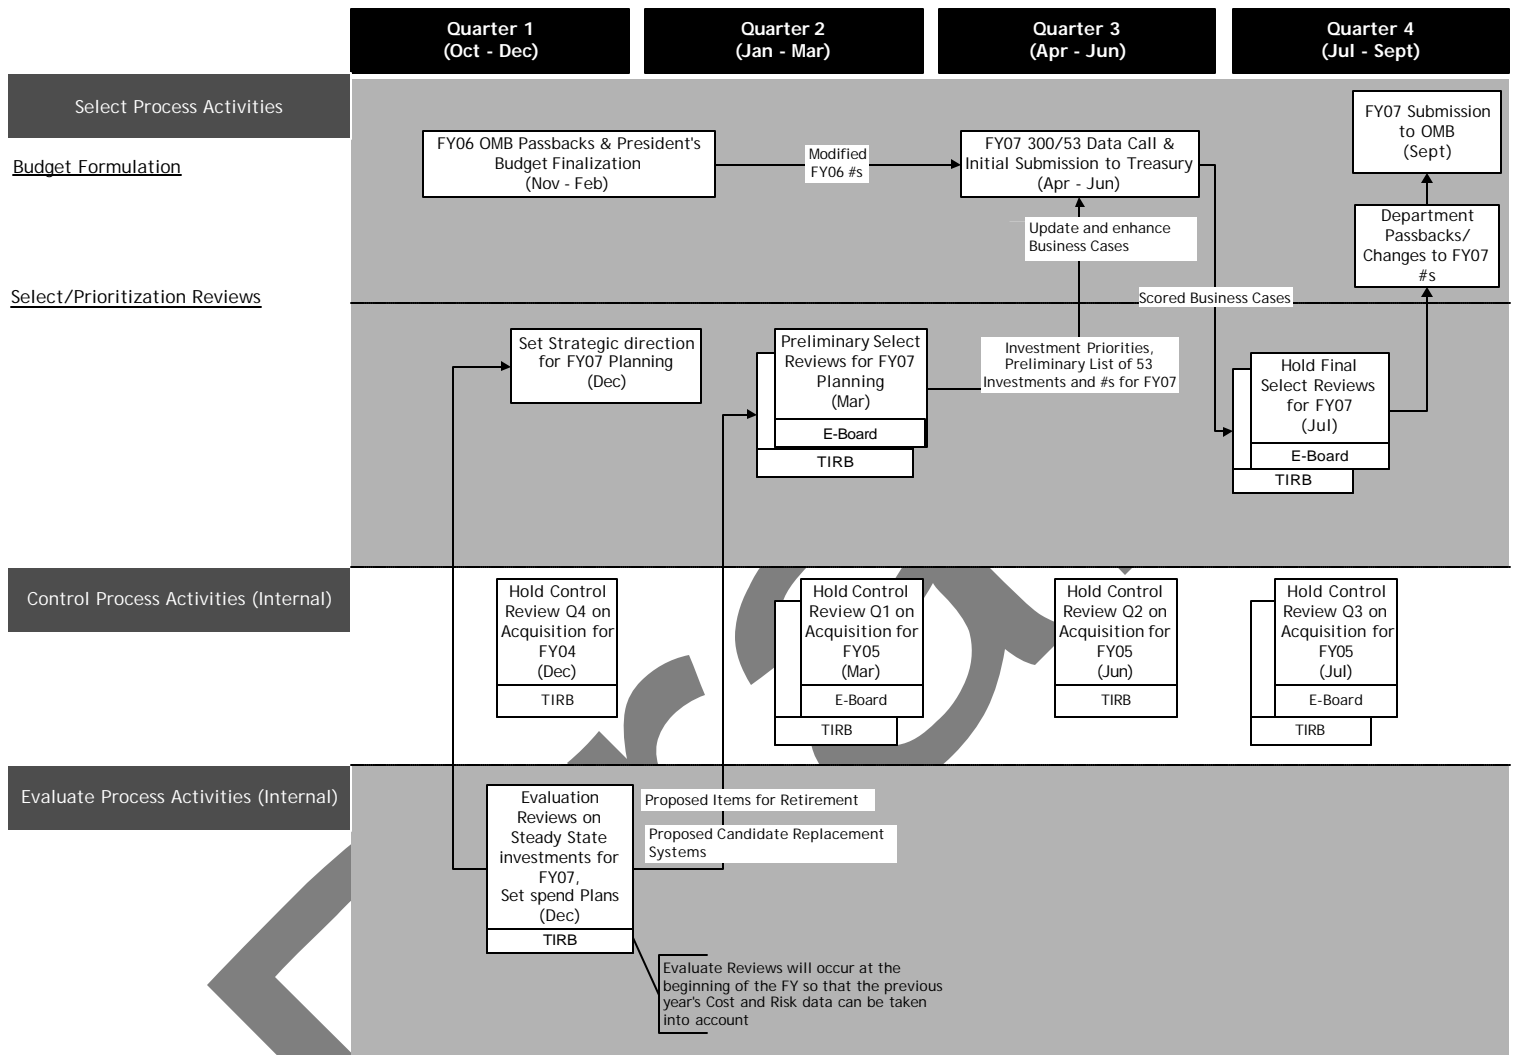 Quarter 1
(Oct - Dec)
Quarter 2
(Jan - Mar)
Quarter 3
(Apr - Jun)
Quarter 4
(Jul - Sept)
Select Process Activities
Budget Formulation
FY06 OMB Passbacks & President's
Budget Finalization
(Nov - Feb)
Modified
FY06 #s
FY07 300/53 Data Call &
Initial Submission to Treasury
(Apr - Jun)
FY07 Submission
to OMB
(Sept)
Update and enhance
Business Cases
Department
Passbacks/
Changes to FY07
#s
Select/Prioritization Reviews
Scored Business Cases
Set Strategic direction
for FY07 Planning
(Dec)
Preliminary Select
Reviews for FY07
Planning
(Mar)
E-Board
TIRB
Investment Priorities,
Preliminary List of 53
Investments and #s for FY07
Hold Final
Select Reviews
for FY07
(Jul)
E-Board
TIRB
Control Process Activities (Internal)
Hold Control
Review Q4 on
Acquisition for
FY04
(Dec)
TIRB
Hold Control
Review Q1 on
Acquisition for
FY05
(Mar)
E-Board
TIRB
Hold Control
Review Q2 on
Acquisition for
FY05
(Jun)
TIRB
Hold Control
Review Q3 on
Acquisition for
FY05
(Jul)
E-Board
TIRB
Evaluate Process Activities (Internal)
Evaluation
Reviews on
Steady State
investments for
FY07,
Set spend Plans
(Dec)
TIRB
Proposed Items for Retirement
Proposed Candidate Replacement
Systems
Evaluate Reviews will occur at the
beginning of the FY so that the previous
year's Cost and Risk data can be taken
into account